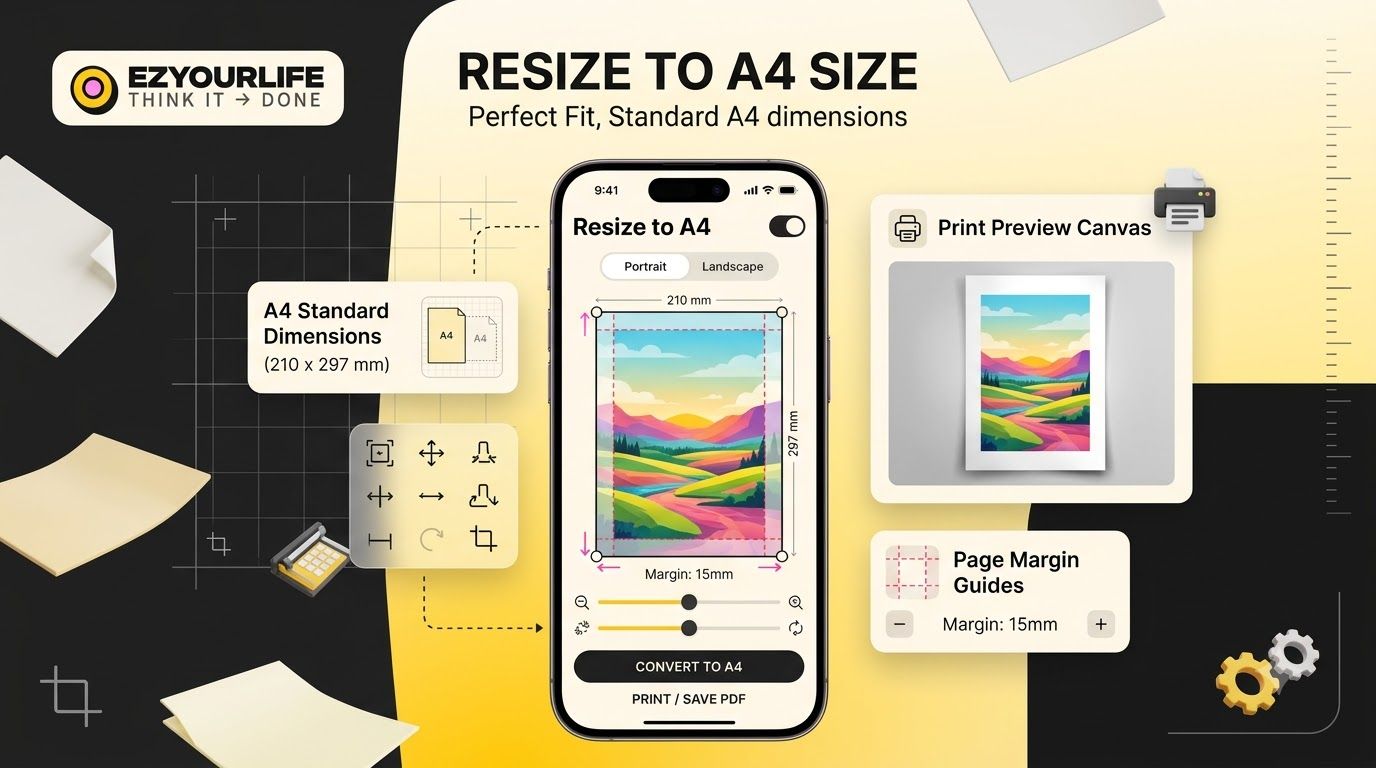 EZYOURLIFE
THINK IT → DONE
RESIZE TO A4 SIZE
Perfect Fit, Standard A4 dimensions
A4 Standard
Dimensions
(210 x 297 mm)
A4
A4
9:41
Resize to A4
Portrait
Landscape
210 mm
297 mm
Margin: 15mm
CONVERT TO A4
PRINT / SAVE PDF
Print Preview Canvas
Page Margin
Guides
− Margin: 15mm +